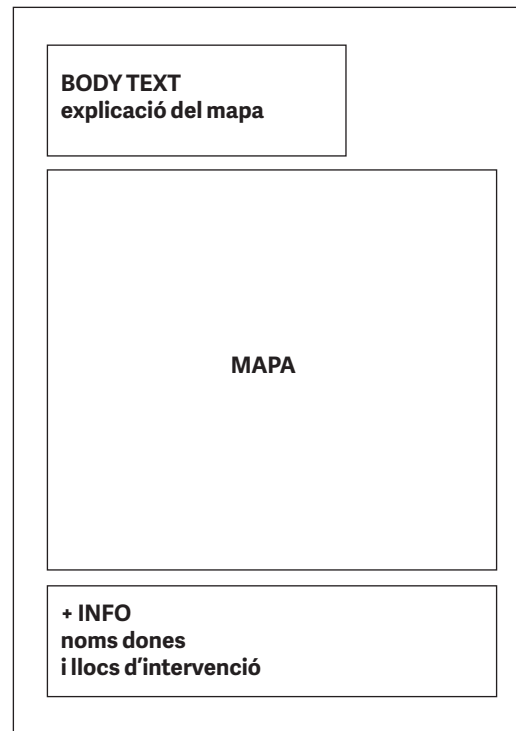 BODY TEXT
explicació del mapa
MAPA
+ INFO
noms dones
i llocs d’intervenció